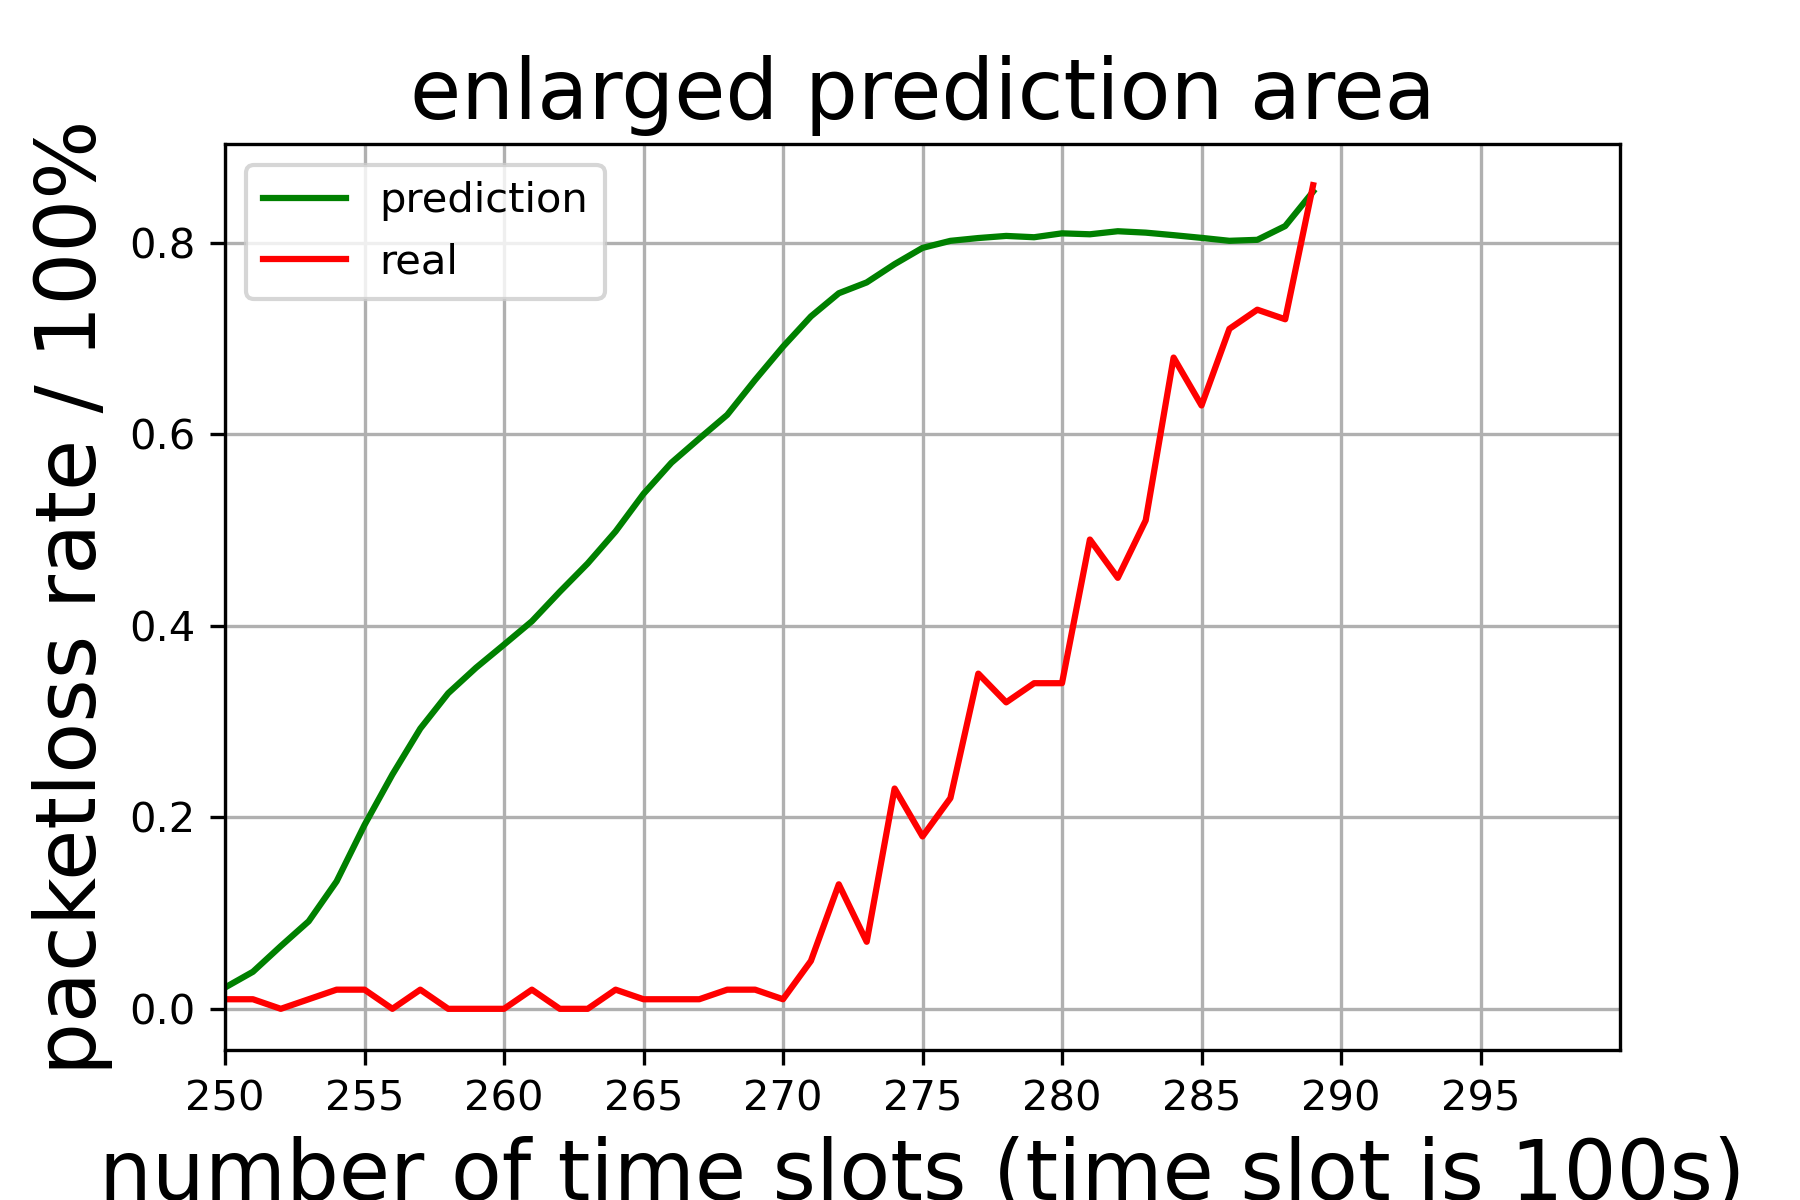 enlarged prediction area
packetloss rate / 100%
prediction
real
0.8
0.6
0.4
0.2
0.0
250 255 260 265 270 275 280 285 290 295
number of time slots (time slot is 100s)